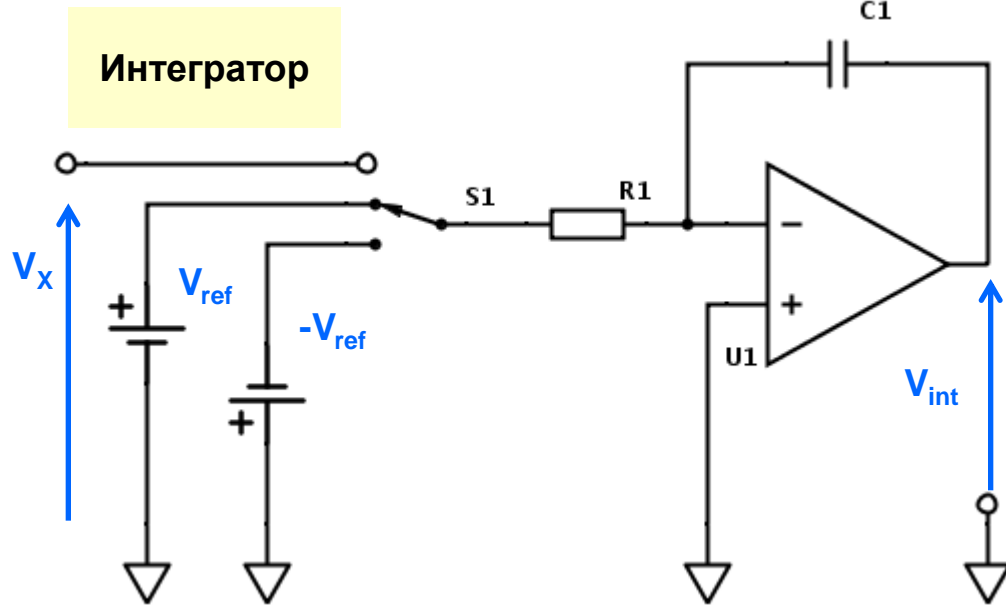 C1
Интегратор
S1
R1
Vx
Vref
-Vref
+
+
−
+
U1
Vint